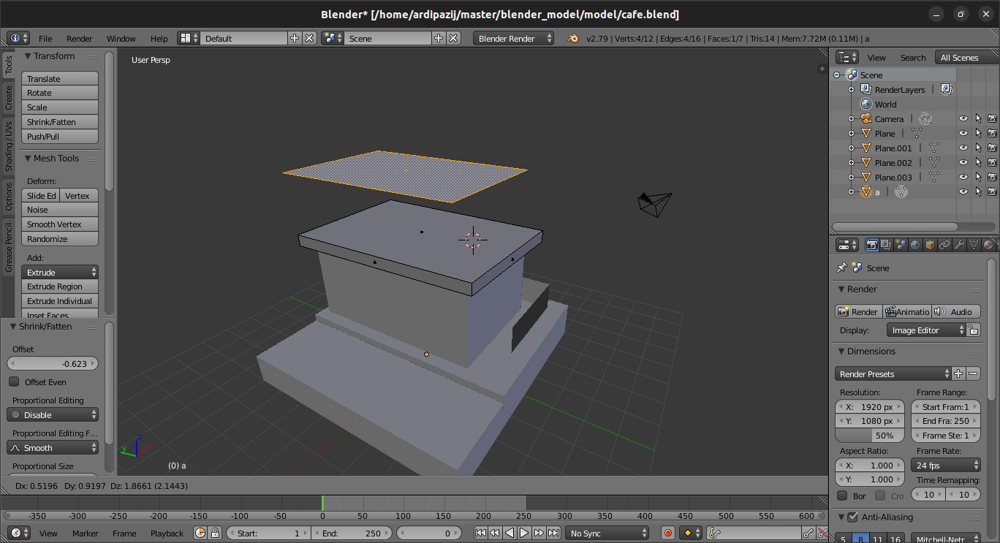 Blender* [/home/ardipazij/master/blender_model/model/cafe.blend]
File Render Window Help Default Scene Blender Render v2.79 | Verts:4/12 | Edges:4/16 | Faces:1/7 | Tris:14 | Mem:7.72M (0.11M) | a
Tools
Create
Shading / UVs
Options
Grease Pencil
Transform
Translate
Rotate
Scale
Shrink/Fatten
Push/Pull
Mesh Tools
Deform:
Slide Ed Vertex
Noise
Smooth Vertex
Randomize
Add:
Extrude
Extrude Region
Extrude Individual
Inset Faces
Shrink/Fatten
Offset
-0.623
Offset Even
Proportional Editing
Disable
Proportional Editing F...
Smooth
Proportional Size
User Persp
z
y
x
(0) a
Dx: 0.5196 Dy: 0.9197 Dz: 1.8661 (2.1443)
View Search All Scenes
Scene
RenderLayers |
World
Camera |
Plane |
Plane.001 |
Plane.002 |
Plane.003 |
a |
Scene
Render
Render Animatio Audio
Display: Image Editor
Dimensions
Render Presets
Resolution: Frame Range:
X: 1920 px Start Fram:1
Y: 1080 px End Fra: 250
50% Frame Ste: 1
Aspect Ratio: Frame Rate:
X: 1.000 24 fps
Y: 1.000 Time Remapping:
Bor Cro 10 10
Anti-Aliasing
5 8 11 16 Mitchell-Netr...
-350 -300 -250 -200 -150 -100 -50 0 50 100 150 200 250 300 350 400 450 500 550 600
View Marker Frame Playback Start: 1 End: 250 0 No Sync